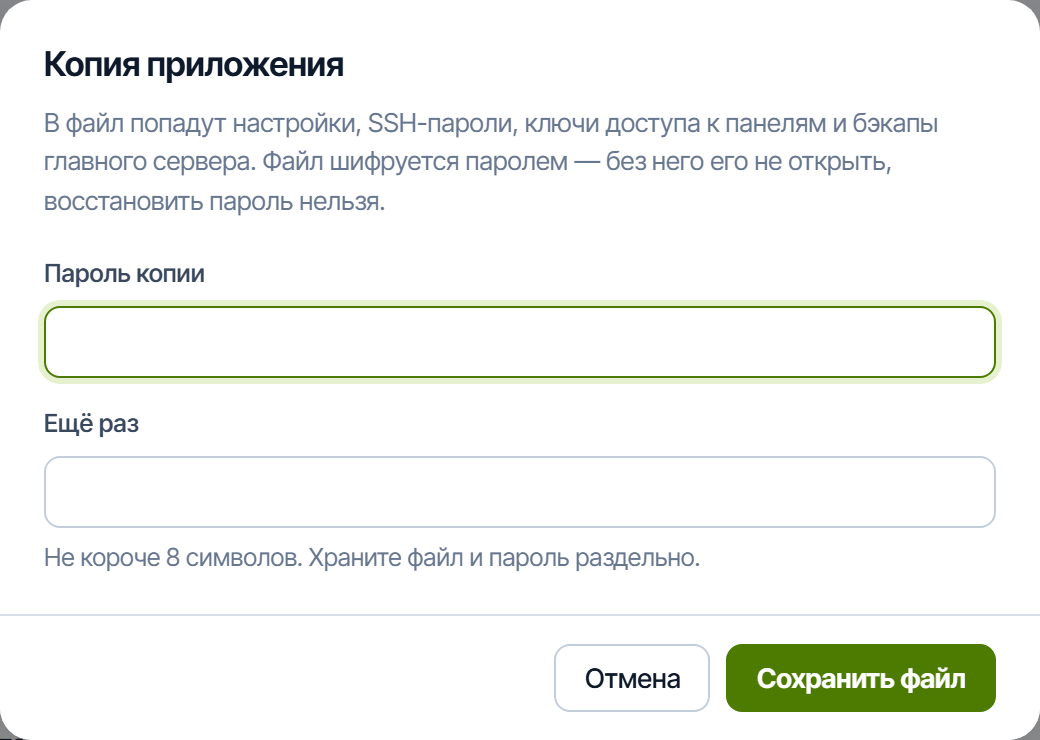 Копия приложения
В файл попадут настройки, SSH-пароли, ключи доступа к панелям и бэкапы
главного сервера. Файл шифруется паролем — без него его не открыть,
восстановить пароль нельзя.
Пароль копии
Ещё раз
Не короче 8 символов. Храните файл и пароль раздельно.
Отмена
Сохранить файл